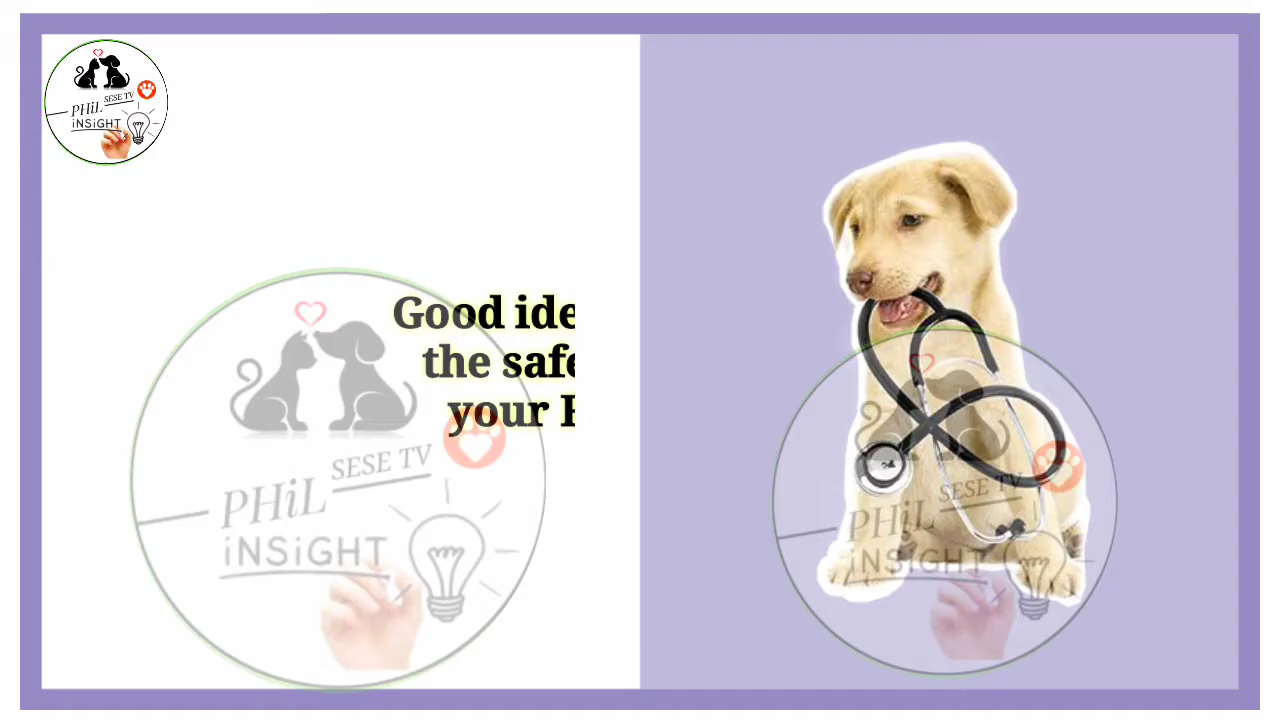 SESE TV
PHiL
iNSiGHT
Good ide
the safe
your
SESE TV
PHiL
iNSiGHT
SESE TV
PHiL
iNSiGHT